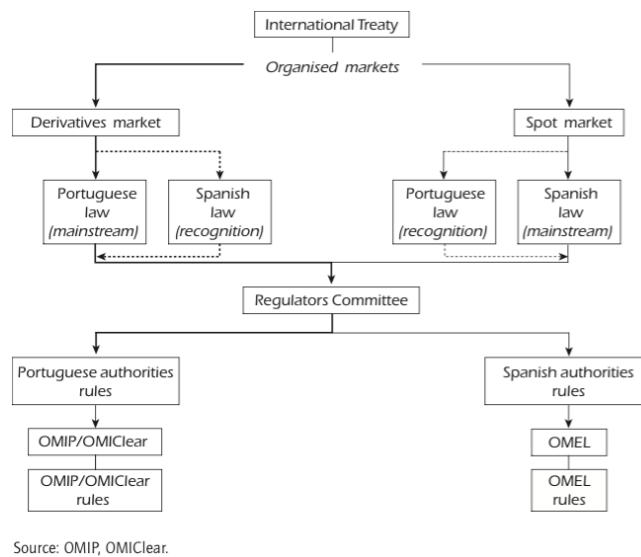 International Treaty
Organised markets
Derivatives market
Spot market
Portuguese
law
(mainstream)
Spanish
law
(recognition)
Portuguese
law
(recognition)
Spanish
law
(mainstream)
Regulators Committee
Portuguese authorities
rules
Spanish authorities
rules
OMIP/OMIClear
OMEL
OMIP/OMIClear
rules
OMEL
rules
Source: OMIP, OMIClear.